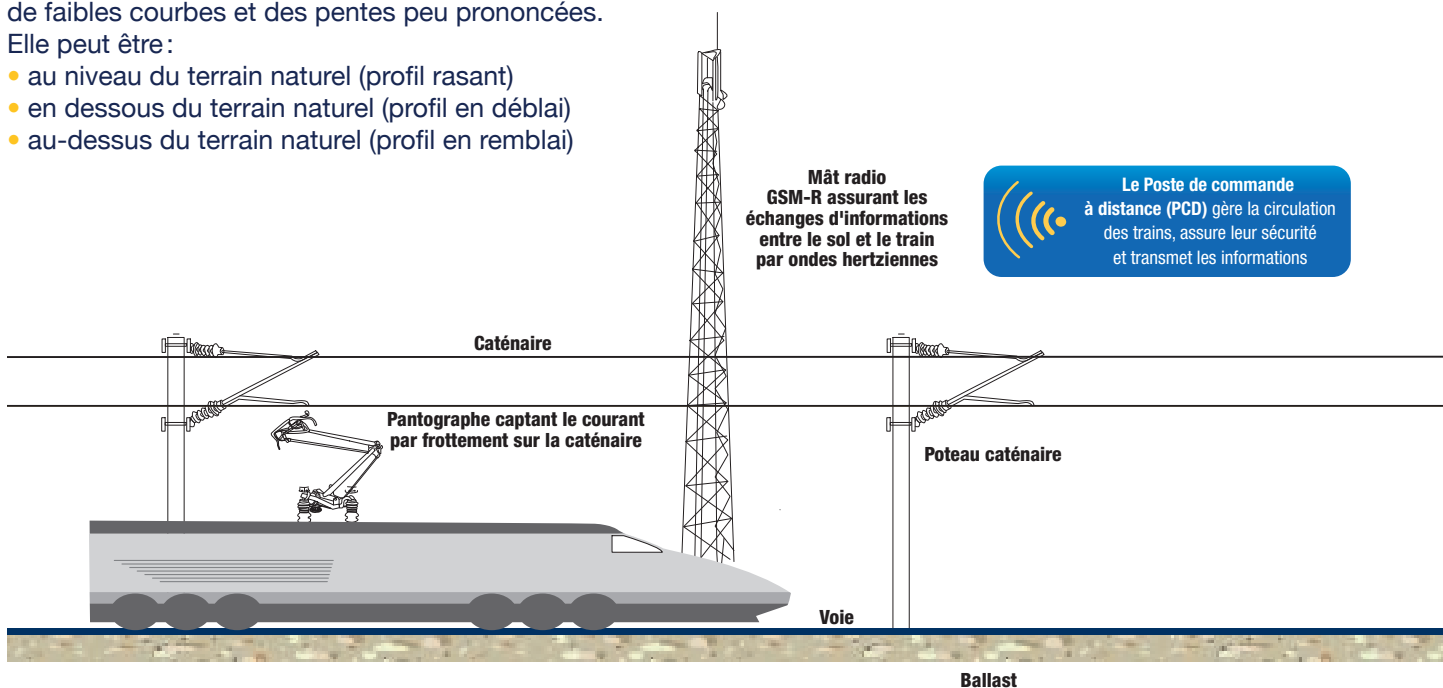 de faibles courbes et des pentes peu prononcées.
Elle peut être :
• au niveau du terrain naturel (profil rasant)
• en dessous du terrain naturel (profil en déblai)
• au-dessus du terrain naturel (profil en remblai)
Mât radio
GSM-R assurant les
échanges d'informations
entre le sol et le train
par ondes hertziennes
Le Poste de commande
à distance (PCD) gère la circulation
des trains, assure leur sécurité
et transmet les informations
Caténaire
Pantographe captant le courant
par frottement sur la caténaire
Poteau caténaire
Voie
Ballast